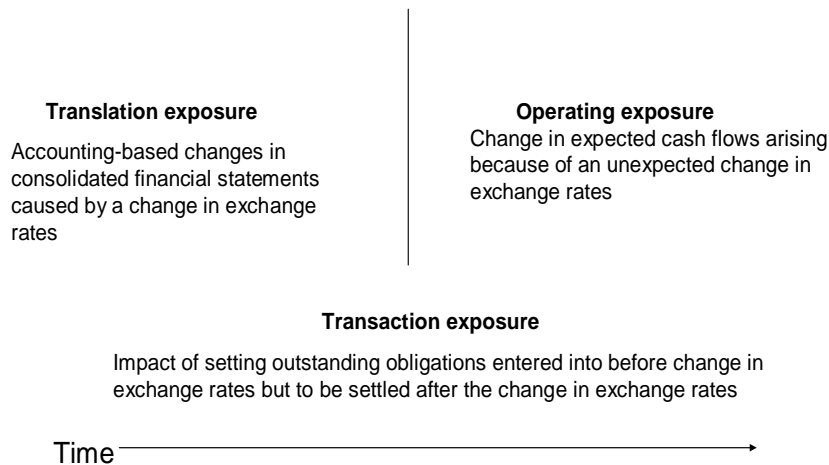 Translation exposure
Accounting-based changes in
consolidated financial statements
caused by a change in exchange
rates
Operating exposure
Change in expected cash flows arising
because of an unexpected change in
exchange rates
Transaction exposure
Impact of setting outstanding obligations entered into before change in
exchange rates but to be settled after the change in exchange rates
Time